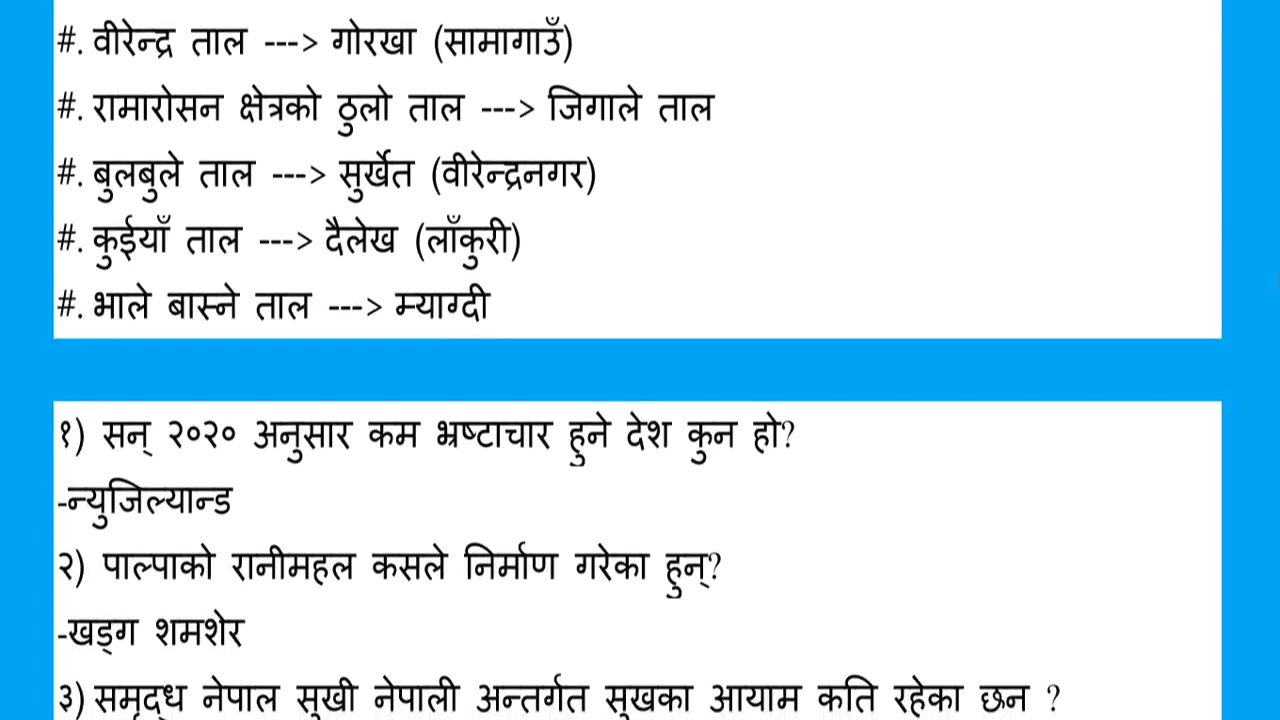 #. वीरेन्द्र ताल ---> गोरखा (सामागाउँ)
#. रामारोसन क्षेत्रको ठुलो ताल ---> जिगाले ताल
#. बुलबुले ताल ---> सुर्खेत (वीरेन्द्रनगर)
#. कुईयाँ ताल ---> दैलेख (लाँकुरी)
#. भाले बास्ने ताल ---> म्याग्दी
१) सन् २०२० अनुसार कम भ्रष्टाचार हुने देश कुन हो?
-न्युजिल्यान्ड
२) पाल्पाको रानीमहल कसले निर्माण गरेका हुन्?
-खड्ग शमशेर
३) समृद्ध नेपाल सुखी नेपाली अन्तर्गत सुखका आयाम कति रहेका छन ?